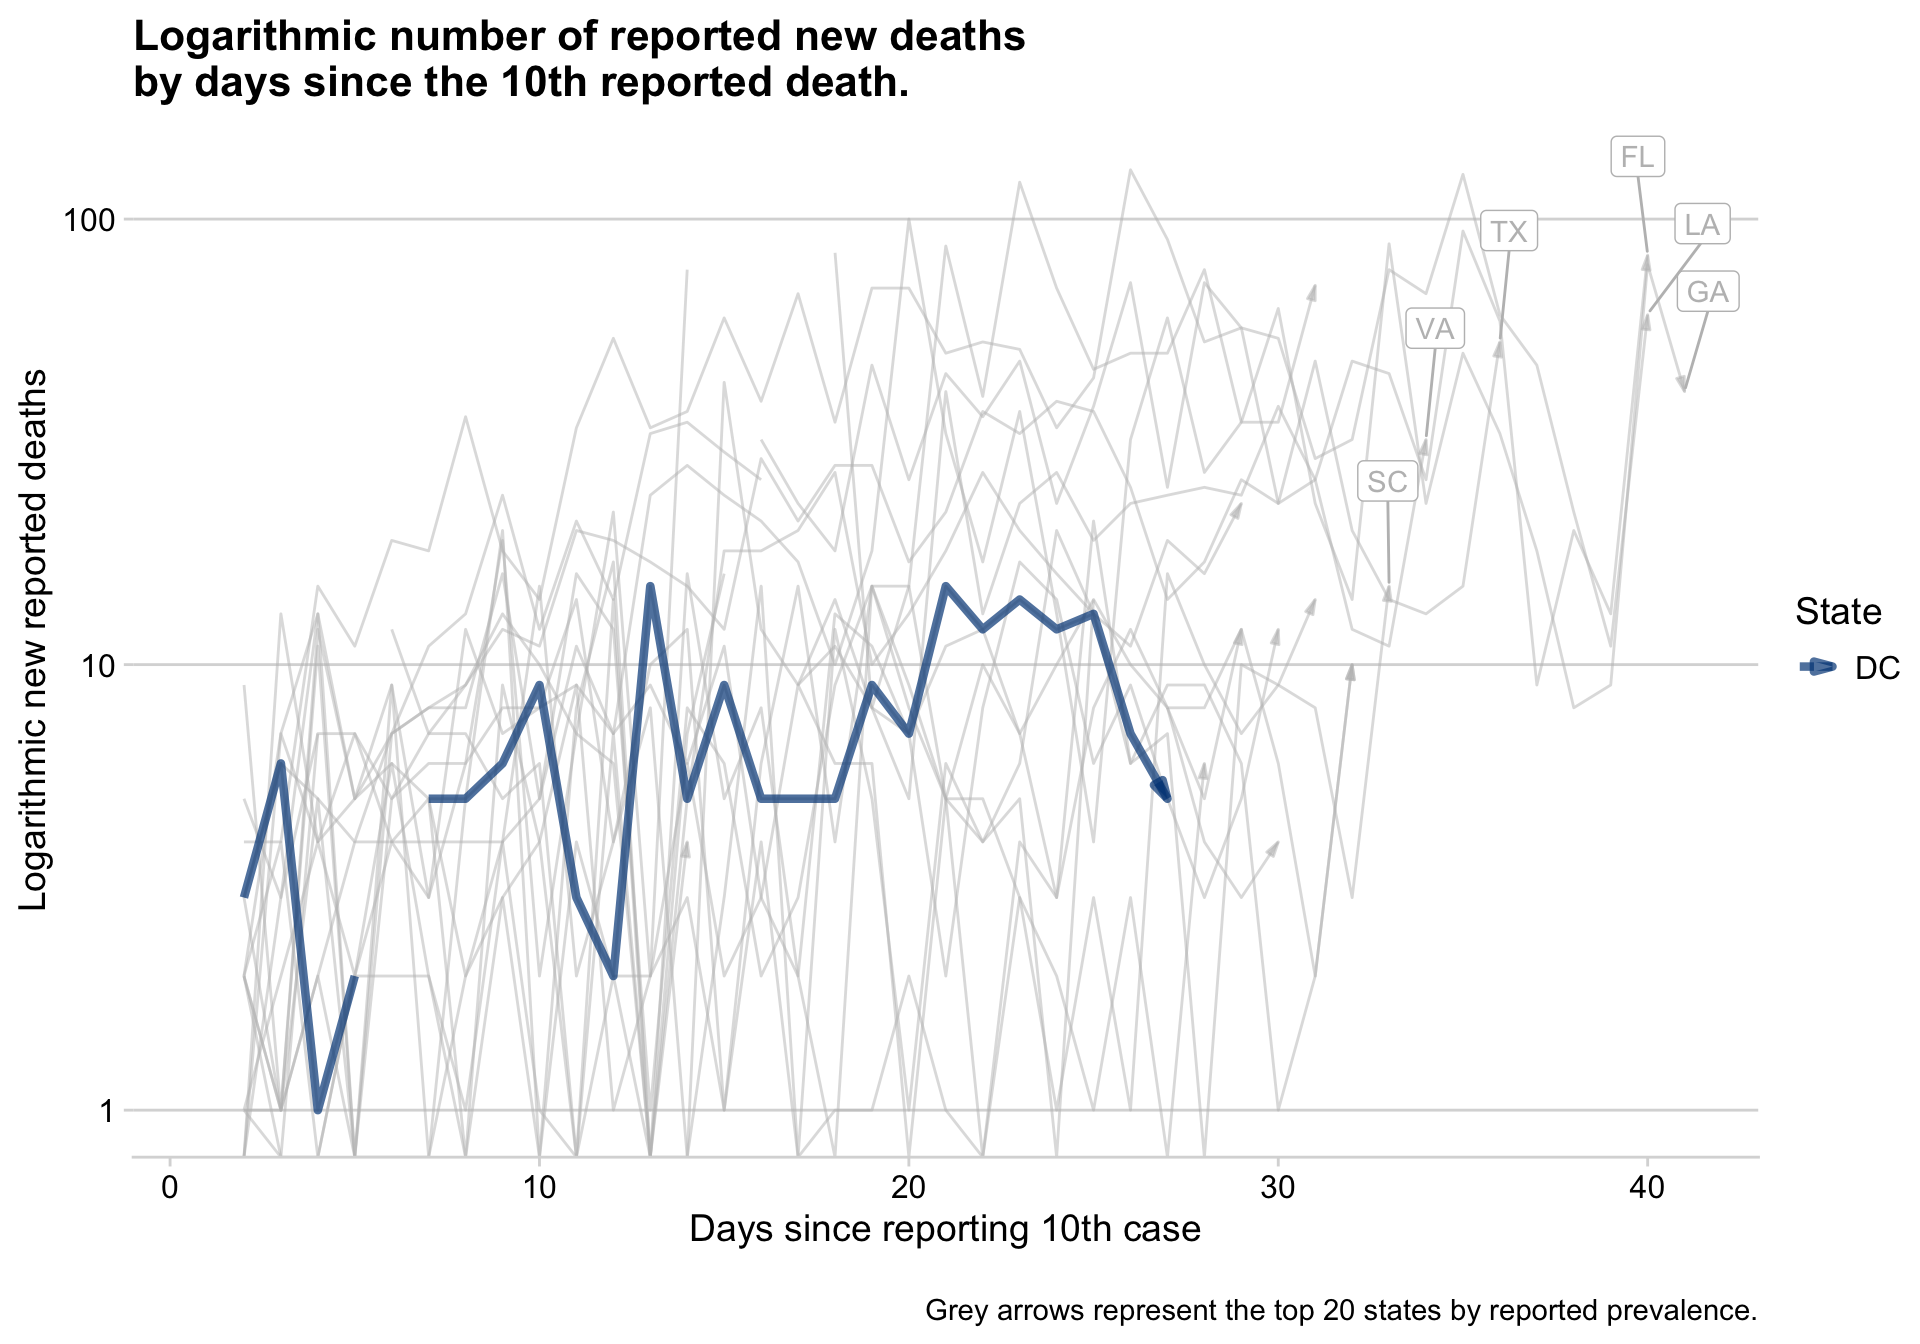 Logarithmic number of reported new deaths
by days since the 10th reported death.
Logarithmic new reported deaths
100
10
1
FL
LA
TX
GA
VA
SC
State
DC
0 10 20 30 40
Days since reporting 10th case
Grey arrows represent the top 20 states by reported prevalence.